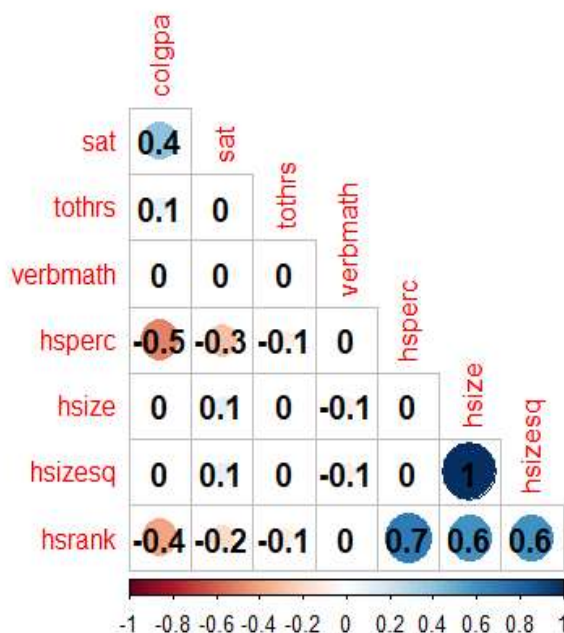 colgpa
sat 0.4 sat
tothrs 0.1 0 tothrs
verbmath 0 0 0 verbmath
hsperc -0.5 -0.3 -0.1 0 hsperc
hsize 0 0.1 0 -0.1 0 hsize
hsizesq 0 0.1 0 -0.1 0 1 hsizesq
hsrank -0.4 -0.2 -0.1 0 0.7 0.6 0.6
-1 -0.8 -0.6 -0.4 -0.2 0 0.2 0.4 0.6 0.8 1